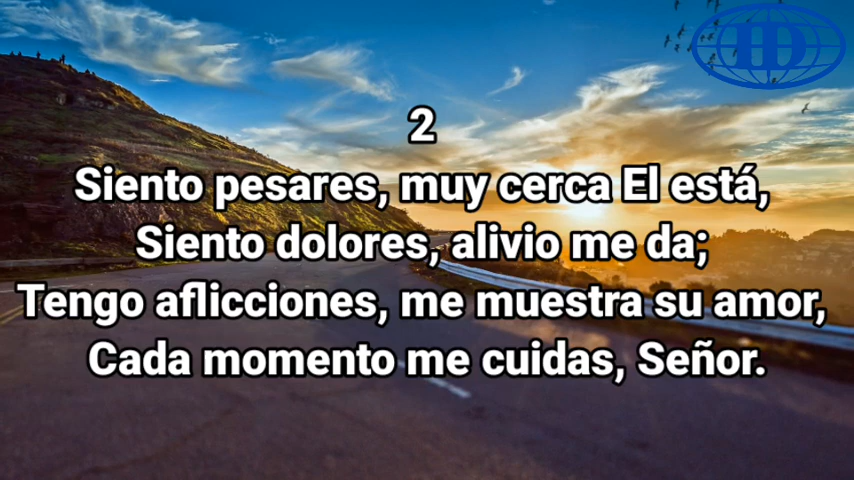 ID
2
Siento pesares, muy cerca El está,
Siento dolores, alivio me da;
Tengo aflicciones, me muestra su amor,
Cada momento me cuidas, Señor.